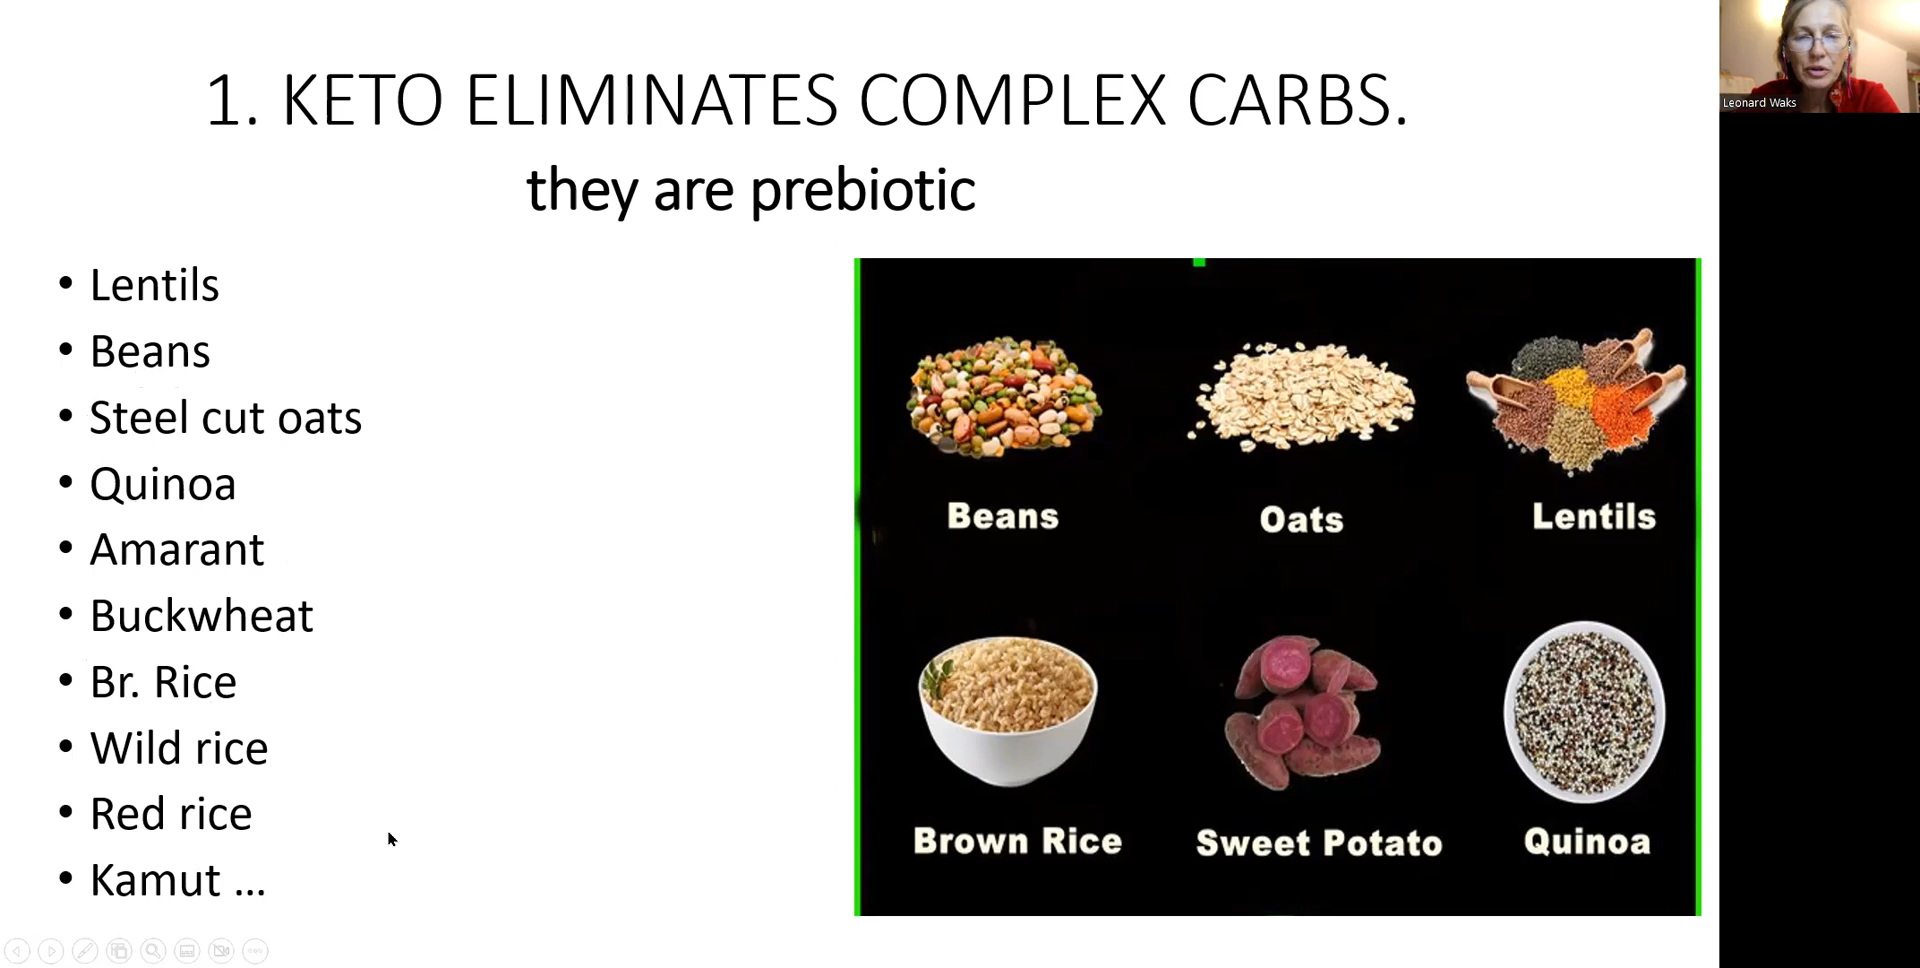 1. KETO ELIMINATES COMPLEX CARBS.
they are prebiotic
• Lentils
• Beans
• Steel cut oats
• Quinoa
• Amarant
• Buckwheat
• Br. Rice
• Wild rice
• Red rice
• Kamut ...
Beans
Oats
Lentils
Brown Rice
Sweet Potato
Quinoa
Leonard Waks